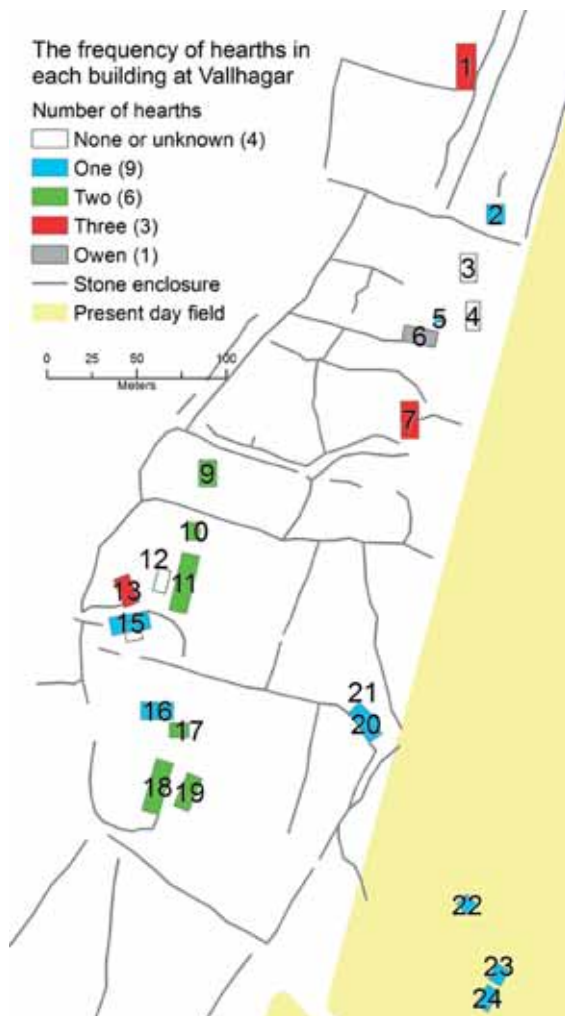 The frequency of hearths in
each building at Vallhagar
Number of hearths
None or unknown (4)
One (9)
Two (6)
Three (3)
Owen (1)
Stone enclosure
Present day field
0 25 50 100
Meters
1
2
3
4
5
6
7
9
10
12
11
13
15
21
16
20
17
18
19
22
23
24